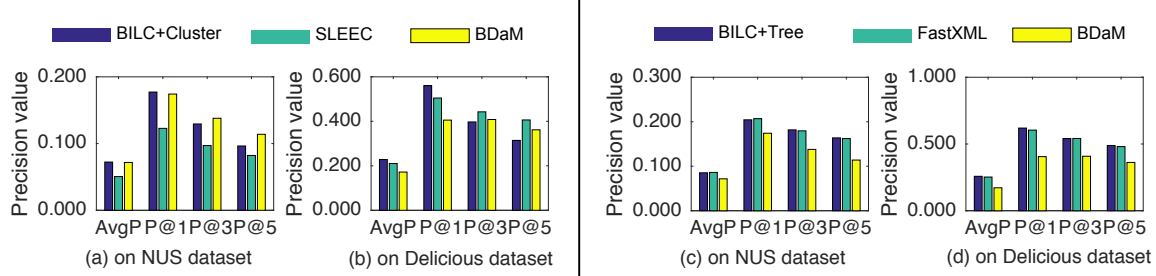 BILC+Cluster SLEEC BDaM
Precision value
0.200
0.100
0.000
AvgP P@1 P@3 P@5
(a) on NUS dataset
Precision value
0.600
0.400
0.200
0.000
AvgP P@1 P@3 P@5
(b) on Delicious dataset
BILC+Tree FastXML BDaM
Precision value
0.300
0.200
0.100
0.000
AvgP P@1 P@3 P@5
(c) on NUS dataset
Precision value
1.000
0.500
0.000
AvgP P@1 P@3 P@5
(d) on Delicious dataset